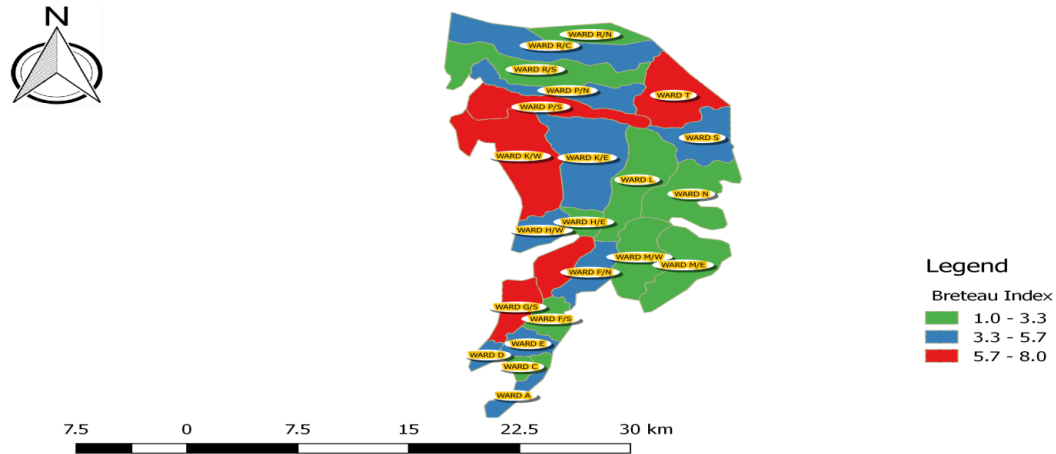 N
WARD R/N
WARD R/C
WARD R/S
WARD P/N
WARD T
WARD P/S
WARD S
WARD K/W
WARD K/E
WARD L
WARD N
WARD H/E
WARD H/W
WARD M/W
WARD M/E
WARD F/N
WARD G/S
WARD F/S
WARD E
WARD D
WARD C
WARD A
Legend
Breteau Index
1.0 - 3.3
3.3 - 5.7
5.7 - 8.0
7.5 0 7.5 15 22.5 30 km